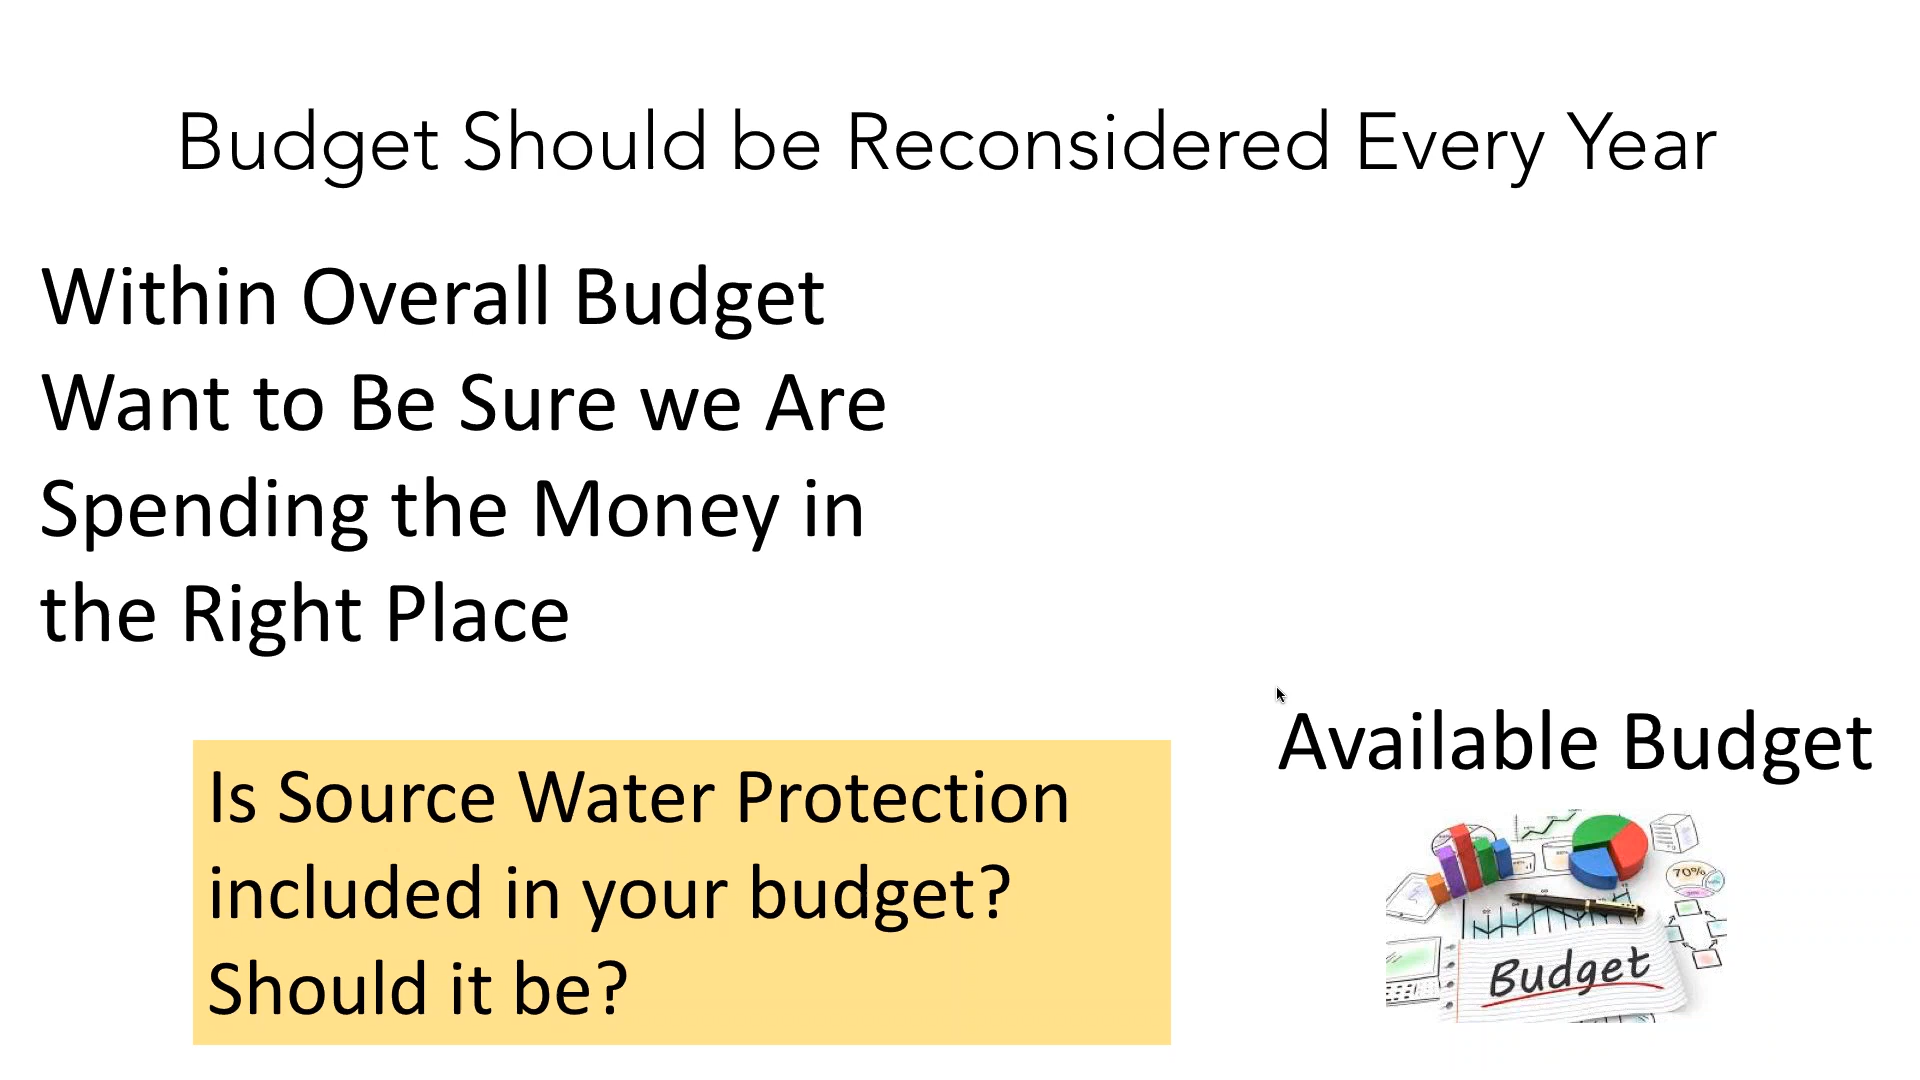 Budget Should be Reconsidered Every Year
Within Overall Budget
Want to Be Sure we Are
Spending the Money in
the Right Place
Is Source Water Protection
included in your budget?
Should it be?
Available Budget
70%
Budget